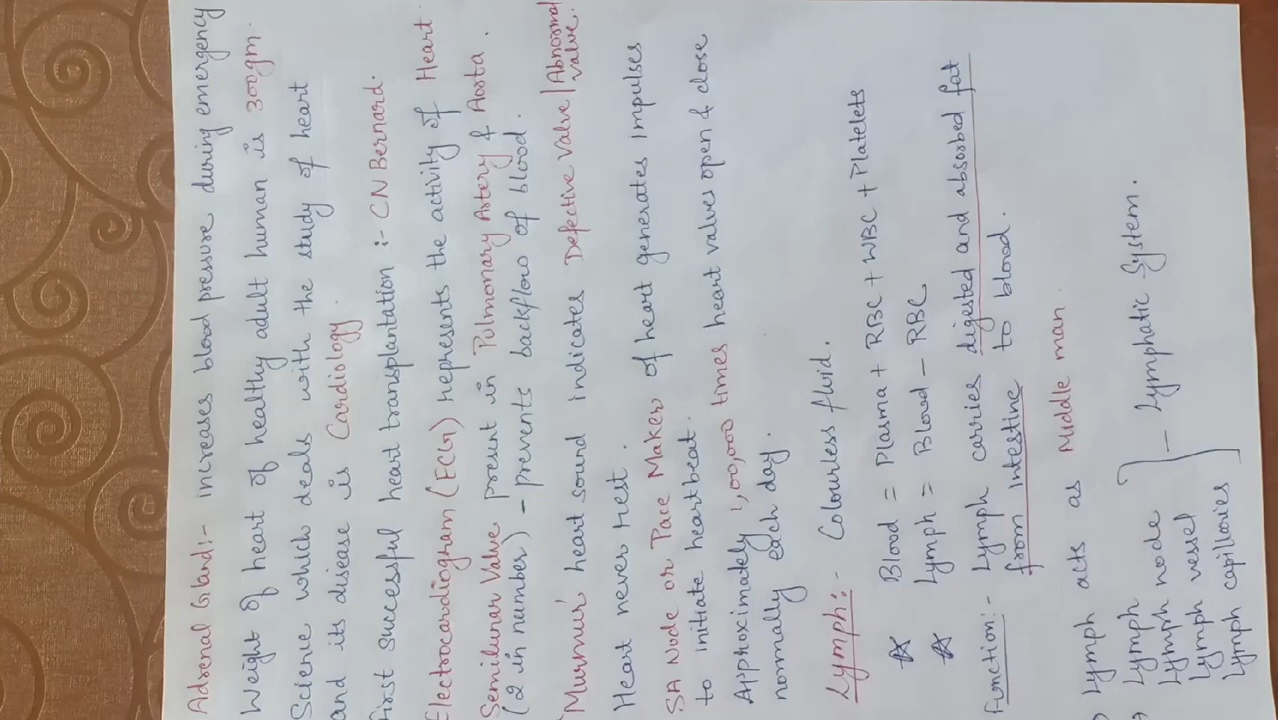 Adrenal Gland:- increases blood pressure during emergency
Weight of heart of healthy adult human is 300gm.
Science which deals with the study of heart
and its disease is Cardiology.
First successful heart transplantation :- CN Bernard.
Electrocardiogram (ECG) represents the activity of Heart.
Semilunar Valve present in Pulmonary Artery & Aorta.
(2 in number) - prevents backflow of blood.
'Murmur' heart sound indicates Defective Valve | Abnormal valve.
Heart never rest.
SA Node or Pace Maker of heart generates impulses
to initiate heartbeat.
Approximately 1,00,000 times heart valves open & close
normally each day.
Lymph:- Colourless fluid.
☆ Blood = Plasma + RBC + WBC + Platelets
☆ Lymph = Blood - RBC
Function:- Lymph carries digested and absorbed fat
from intestine to blood.
Lymph acts as Middle man.
Lymph
Lymph node
Lymph vessel
Lymph capillaries
} - Lymphatic System.